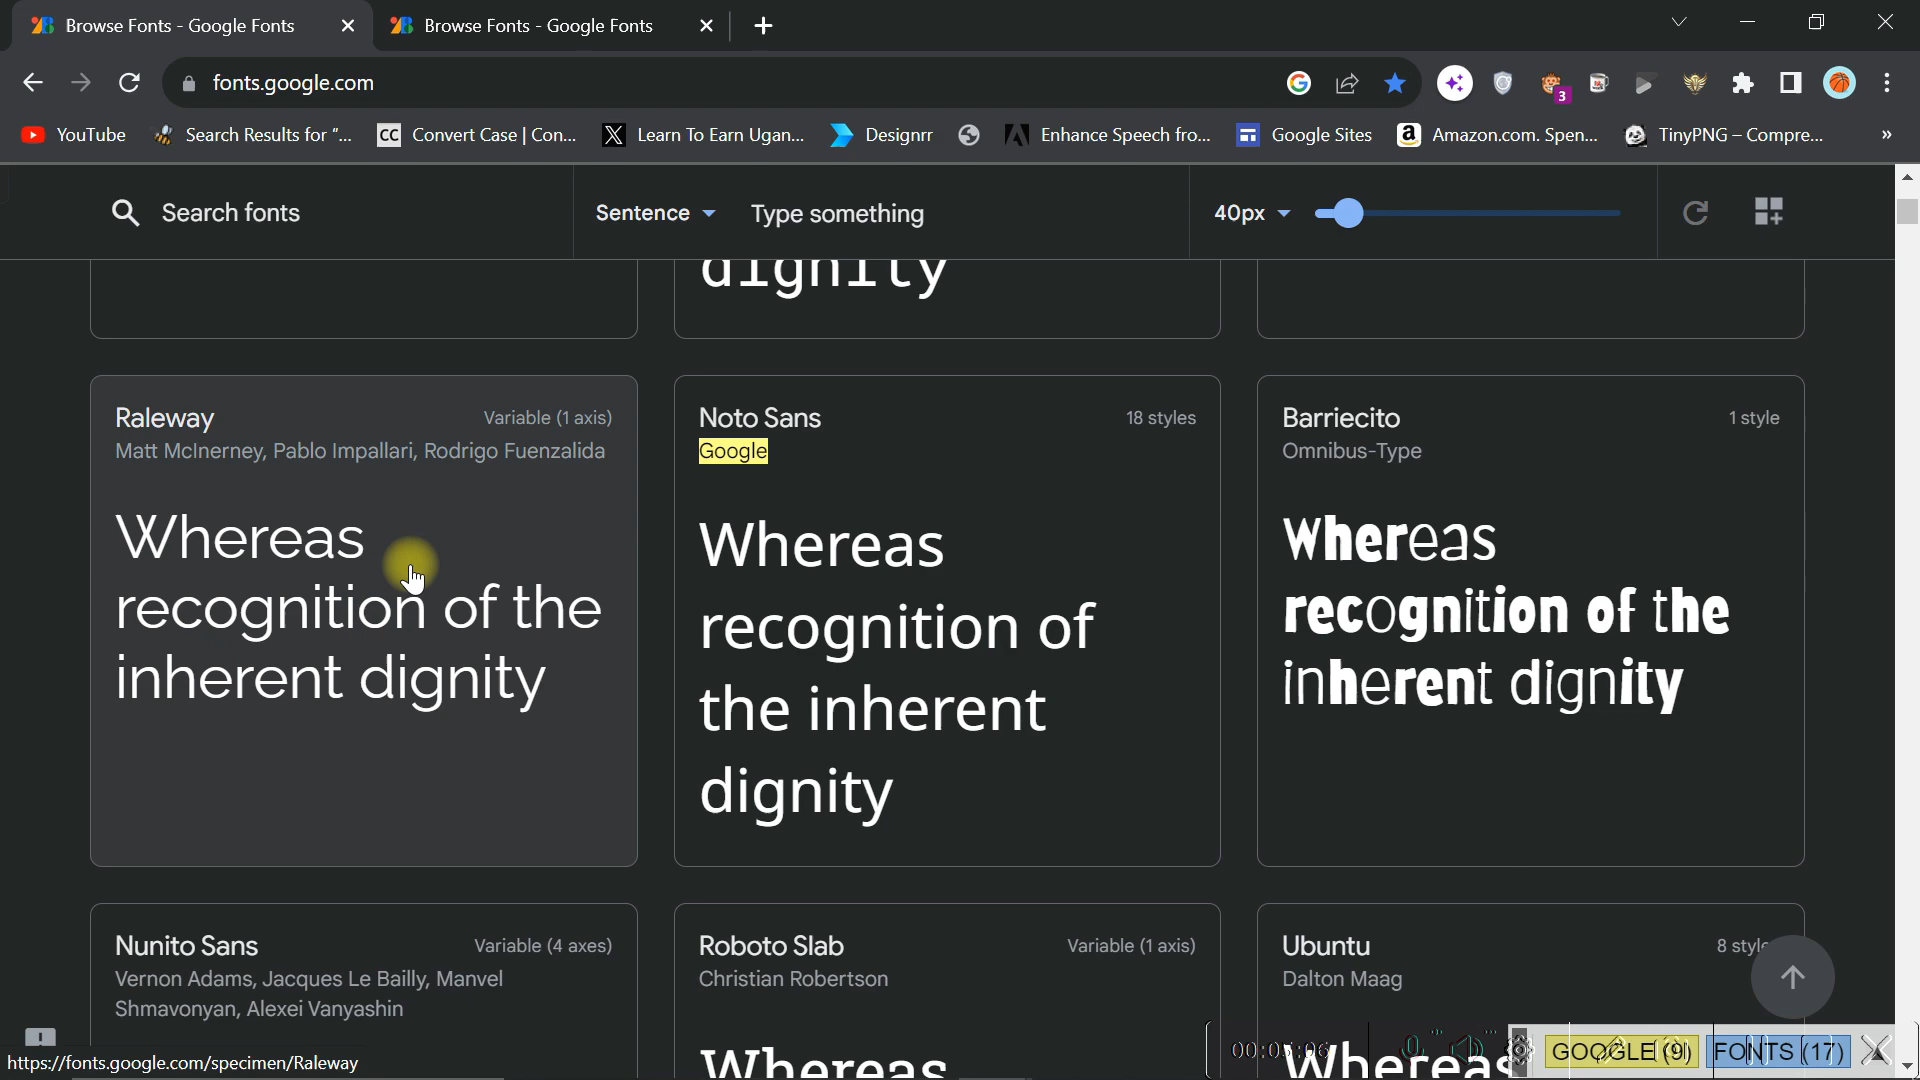 Browse Fonts - Google Fonts
Browse Fonts - Google Fonts
fonts.google.com
3
YouTube
Search Results for “...
CC
Convert Case | Con...
Learn To Earn Ugan...
Designrr
Enhance Speech fro...
Google Sites
Amazon.com. Spen...
TinyPNG – Compre...
»
Search fonts
Sentence
Type something
40px
dignity
Raleway
Variable (1 axis)
Matt McInerney, Pablo Impallari, Rodrigo Fuenzalida
Whereas
recognition of the
inherent dignity
Noto Sans
18 styles
Google
Whereas
recognition of
the inherent
dignity
Barriecito
1 style
Omnibus-Type
Whereas
recognition of the
inherent dignity
Nunito Sans
Variable (4 axes)
Vernon Adams, Jacques Le Bailly, Manvel
Shmavonyan, Alexei Vanyashin
Roboto Slab
Variable (1 axis)
Christian Robertson
Whereas
Ubuntu
8 style
Dalton Maag
Whereas
GOOGLE (9)
FONTS (17)
https://fonts.google.com/specimen/Raleway